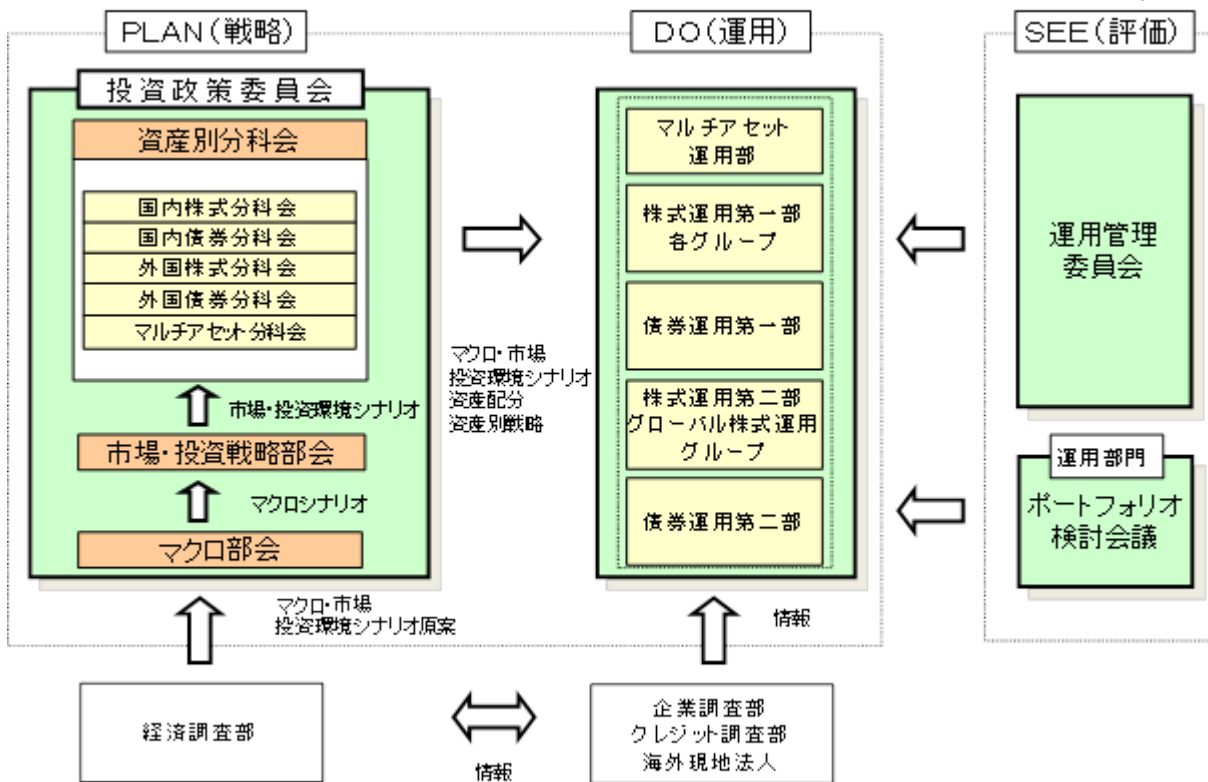 PLAN(戦略)
投資政策委員会
資産別分科会
国内株式分科会
国内債券分科会
外国株式分科会
外国債券分科会
マルチアセット分科会
市場・投資環境シナリオ
市場・投資戦略部会
マクロシナリオ
マクロ部会
マクロ・市場
投資環境シナリオ原案
経済調査部
マクロ・市場
投資環境シナリオ
資産配分
資産別戦略
DO(運用)
マルチアセット
運用部
株式運用第一部
各グループ
債券運用第一部
株式運用第二部
グローバル株式運用
グループ
債券運用第二部
情報
企業調査部
クレジット調査部
海外現地法人
情報
SEE(評価)
運用管理
委員会
運用部門
ポートフォリオ
検討会議